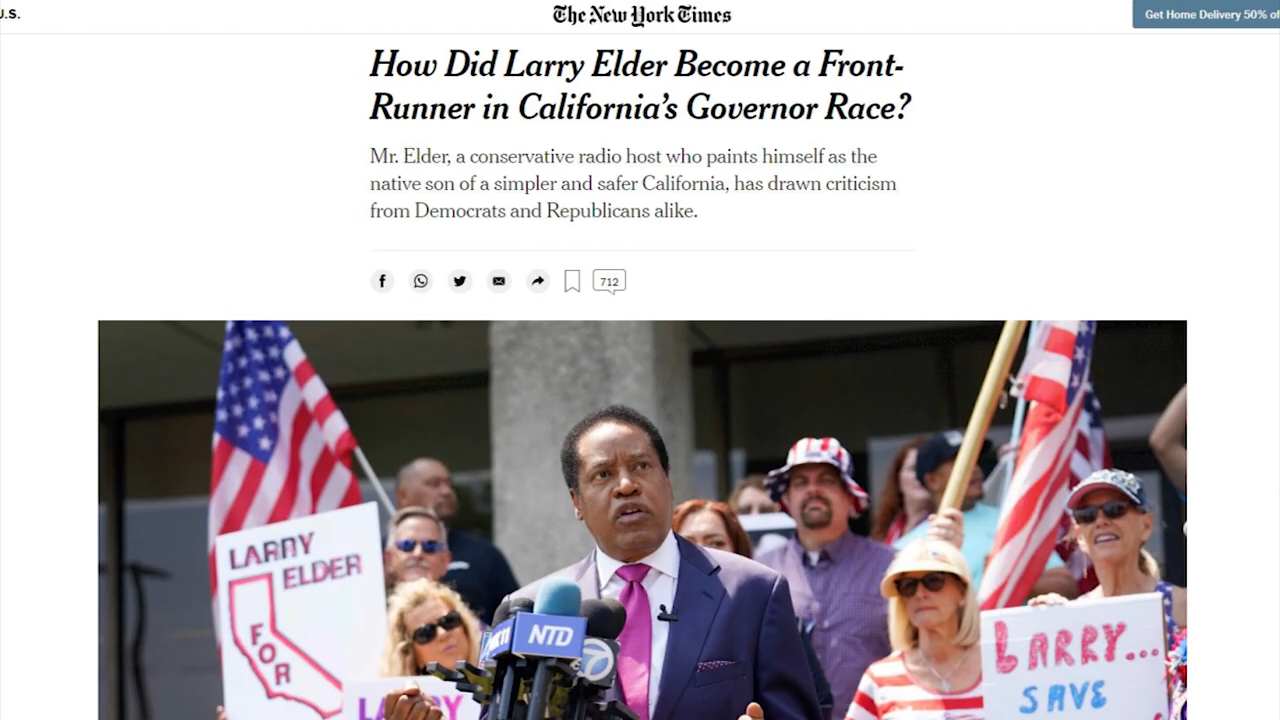 U.S.
The New York Times
Get Home Delivery 50% of
How Did Larry Elder Become a Front-
Runner in California's Governor Race?
Mr. Elder, a conservative radio host who paints himself as the
native son of a simpler and safer California, has drawn criticism
from Democrats and Republicans alike.
712
LARRY
ELDER
FOR
LARRY
NTD
7
LARRY...
SAVE